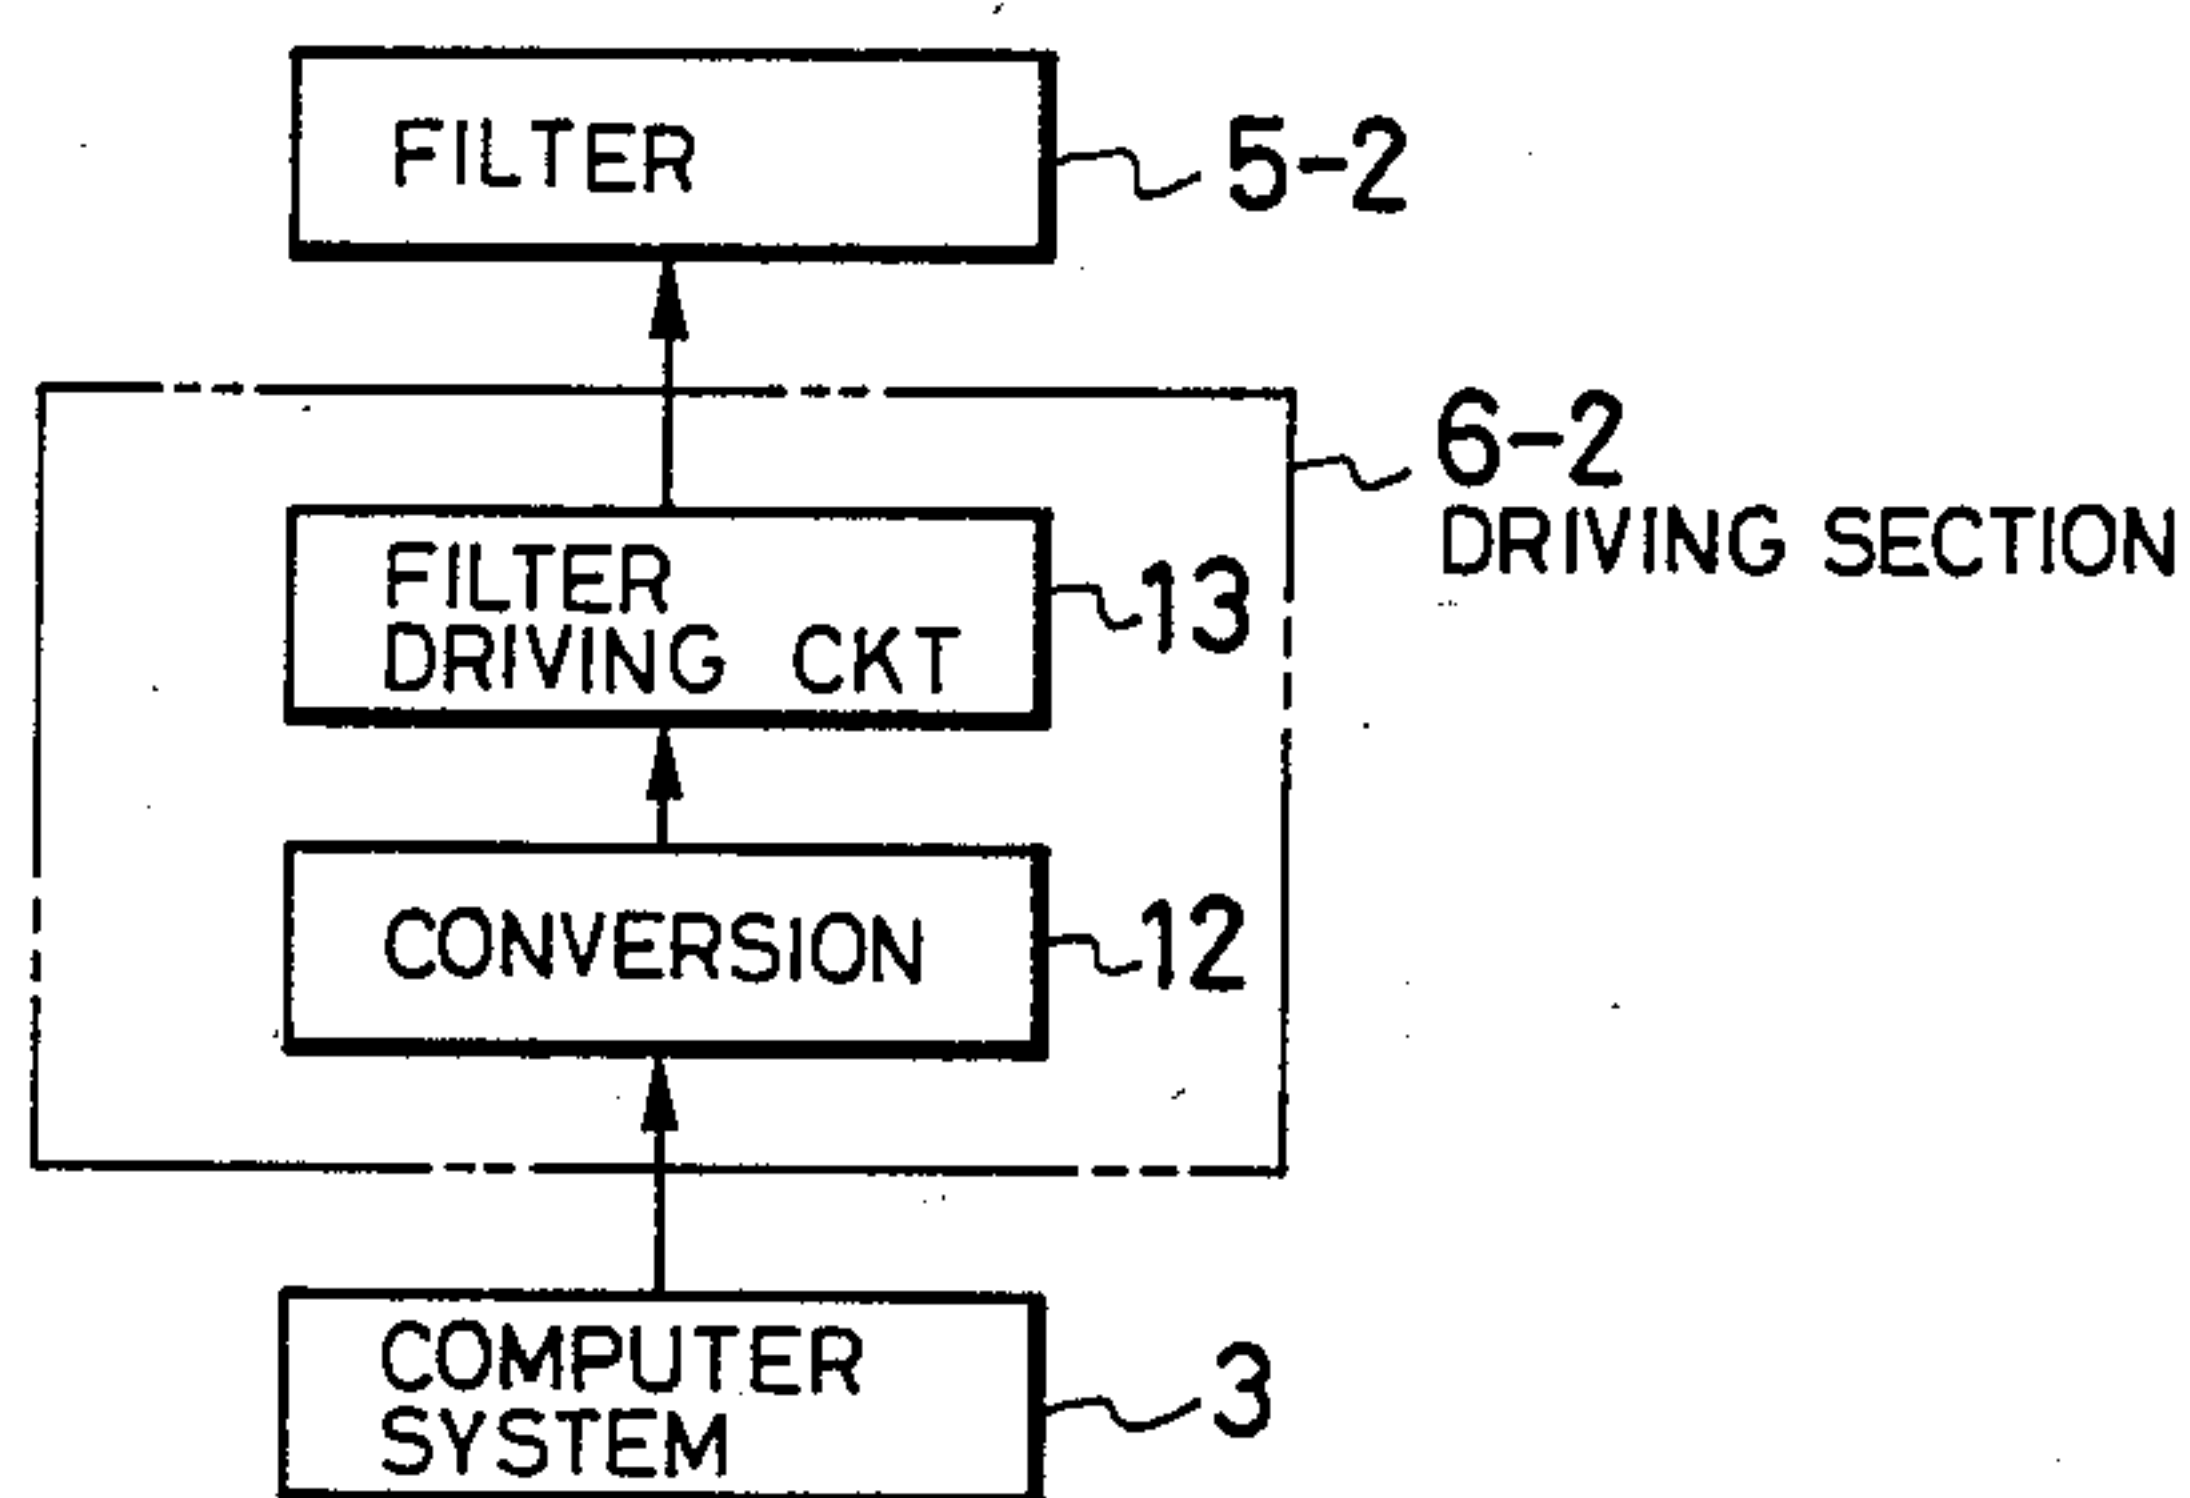 FILTER
5-2
6-2
DRIVING SECTION
FILTER
DRIVING CKT
13
CONVERSION
12
COMPUTER
SYSTEM
3